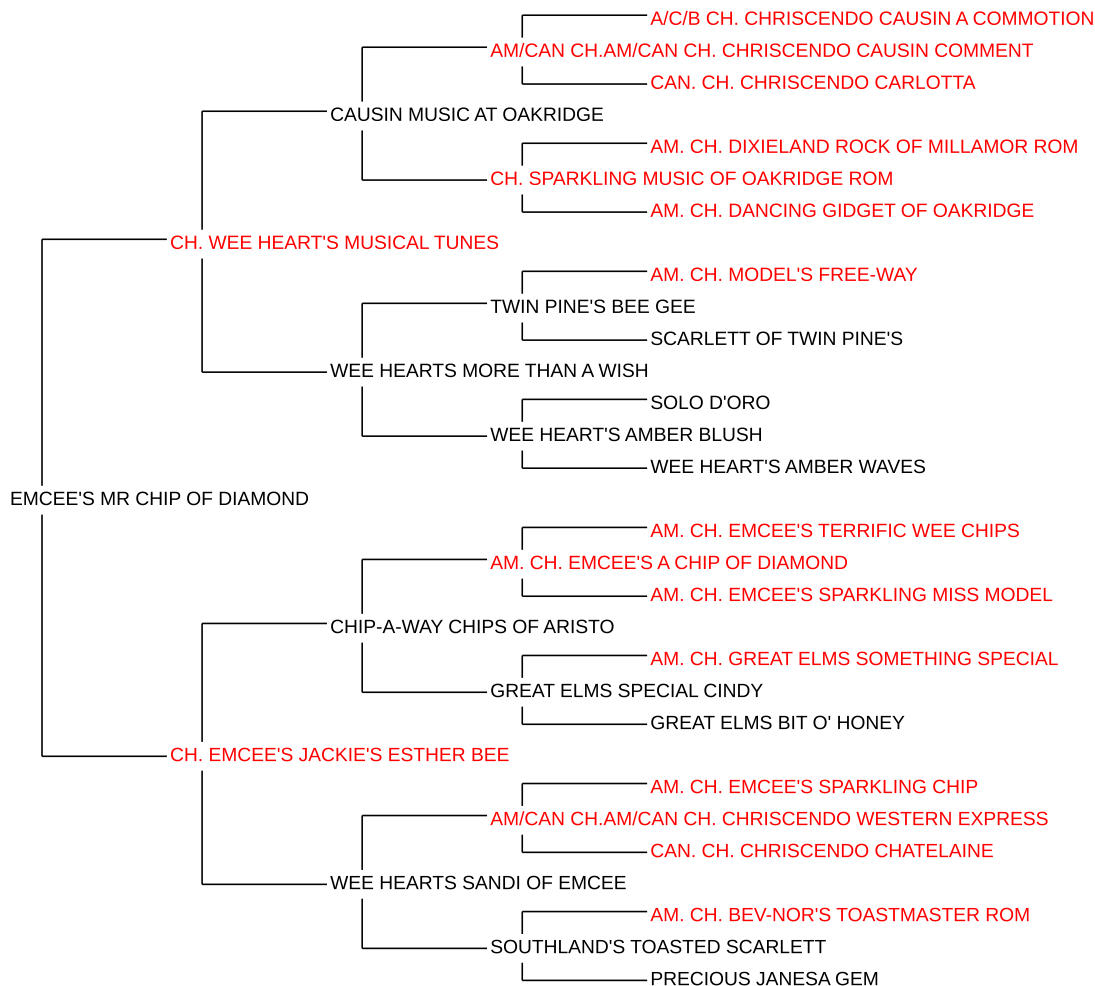 A/C/B CH. CHRISCENDO CAUSIN A COMMOTION
AM/CAN CH.AM/CAN CH. CHRISCENDO CAUSIN COMMENT
CAN. CH. CHRISCENDO CARLOTTA
CAUSIN MUSIC AT OAKRIDGE
AM. CH. DIXIELAND ROCK OF MILLAMOR ROM
CH. SPARKLING MUSIC OF OAKRIDGE ROM
AM. CH. DANCING GIDGET OF OAKRIDGE
CH. WEE HEART'S MUSICAL TUNES
AM. CH. MODEL'S FREE-WAY
TWIN PINE'S BEE GEE
SCARLETT OF TWIN PINE'S
WEE HEARTS MORE THAN A WISH
SOLO D'ORO
WEE HEART'S AMBER BLUSH
WEE HEART'S AMBER WAVES
EMCEE'S MR CHIP OF DIAMOND
AM. CH. EMCEE'S TERRIFIC WEE CHIPS
AM. CH. EMCEE'S A CHIP OF DIAMOND
AM. CH. EMCEE'S SPARKLING MISS MODEL
CHIP-A-WAY CHIPS OF ARISTO
AM. CH. GREAT ELMS SOMETHING SPECIAL
GREAT ELMS SPECIAL CINDY
GREAT ELMS BIT O' HONEY
CH. EMCEE'S JACKIE'S ESTHER BEE
AM. CH. EMCEE'S SPARKLING CHIP
AM/CAN CH.AM/CAN CH. CHRISCENDO WESTERN EXPRESS
CAN. CH. CHRISCENDO CHATELAINE
WEE HEARTS SANDI OF EMCEE
AM. CH. BEV-NOR'S TOASTMASTER ROM
SOUTHLAND'S TOASTED SCARLETT
PRECIOUS JANESA GEM